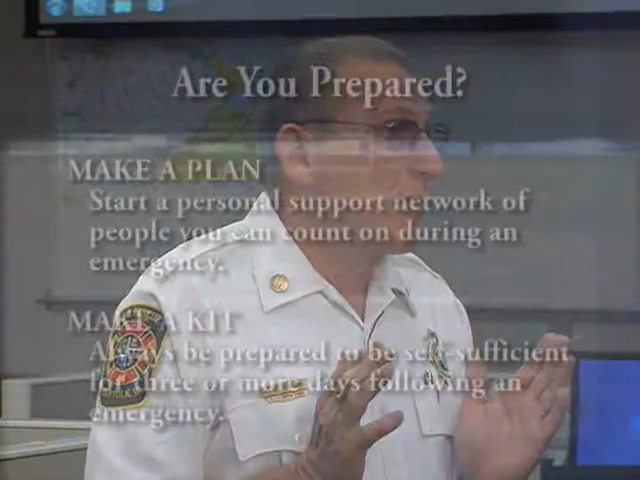 Are You Prepared?
MAKE A PLAN
Start a personal support network of
people you can count on during an
emergency.
MAKE A KIT
Always be prepared to be self-sufficient
for three or more days following an
emergency.